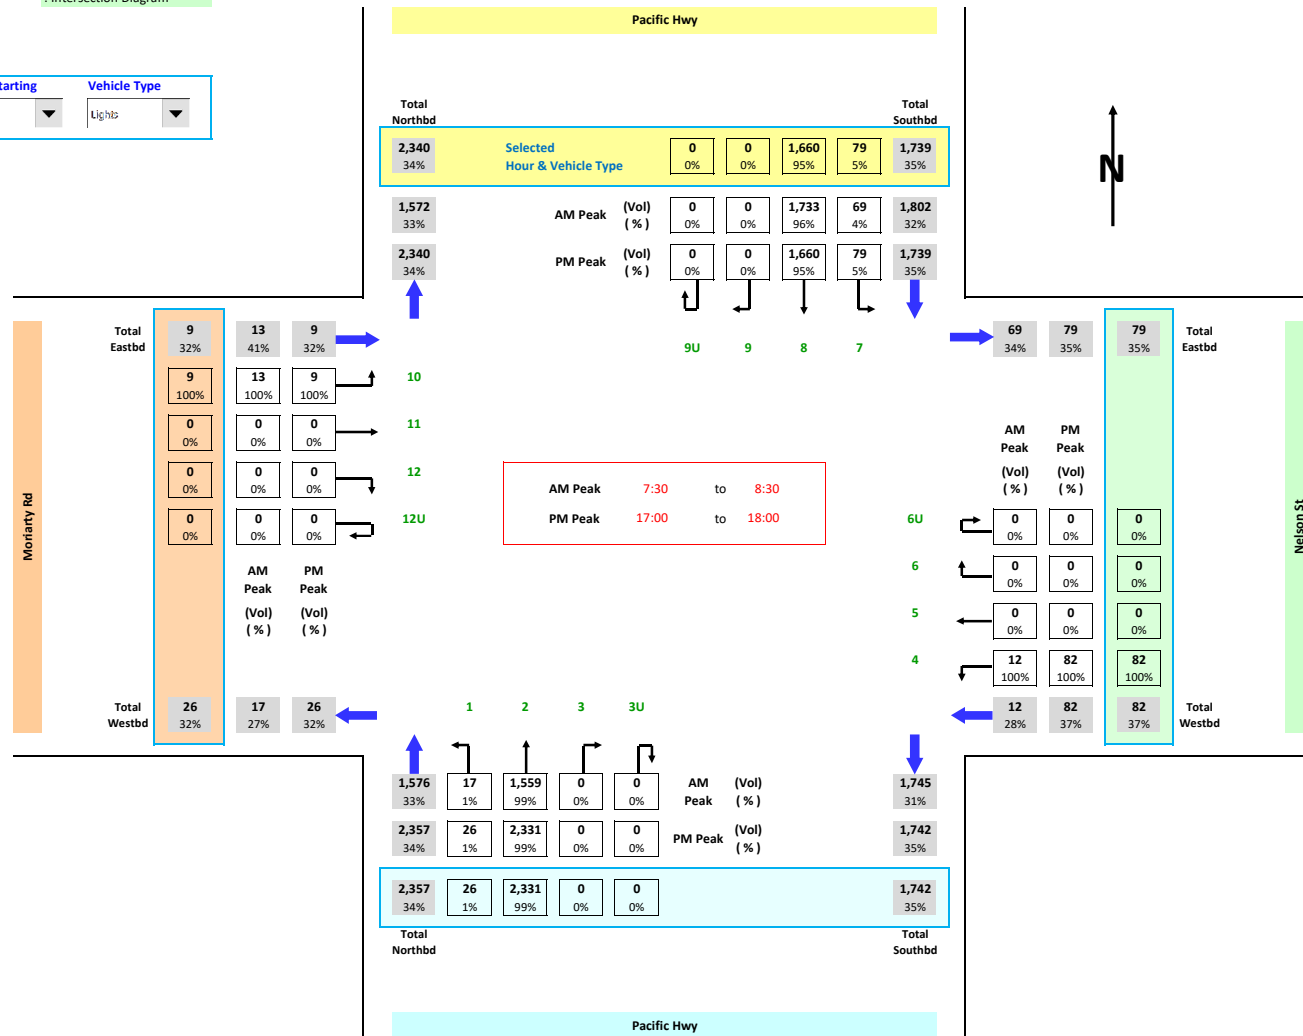 : Intersection Diagram
Pacific Hwy
tarting Vehicle Type
Lights
Total Northbd
Total Southbd
2,340 34%
Selected Hour & Vehicle Type
0 0%
0 0%
1,660 95%
79 5%
1,739 35%
1,572 33%
AM Peak (Vol) ( % )
0 0%
0 0%
1,733 96%
69 4%
1,802 32%
2,340 34%
PM Peak (Vol) ( % )
0 0%
0 0%
1,660 95%
79 5%
1,739 35%
9U 9 8 7
Total Eastbd
9 32%
13 41%
9 32%
9 100%
13 100%
9 100%
10
0 0%
0 0%
0 0%
11
0 0%
0 0%
0 0%
12
0 0%
0 0%
0 0%
12U
AM Peak (Vol) ( % )
PM Peak (Vol) ( % )
Moriarty Rd
Total Westbd
26 32%
17 27%
26 32%
AM Peak 7:30 to 8:30
PM Peak 17:00 to 18:00
69 34%
79 35%
79 35%
Total Eastbd
AM Peak (Vol) ( % )
PM Peak (Vol) ( % )
6U
0 0%
0 0%
0 0%
6
0 0%
0 0%
0 0%
5
0 0%
0 0%
0 0%
4
12 100%
82 100%
82 100%
12 28%
82 37%
82 37%
Total Westbd
Nelson St
1 2 3 3U
1,576 33%
17 1%
1,559 99%
0 0%
0 0%
AM Peak (Vol) ( % )
1,745 31%
2,357 34%
26 1%
2,331 99%
0 0%
0 0%
PM Peak (Vol) ( % )
1,742 35%
2,357 34%
26 1%
2,331 99%
0 0%
0 0%
1,742 35%
Total Northbd
Total Southbd
Pacific Hwy
N